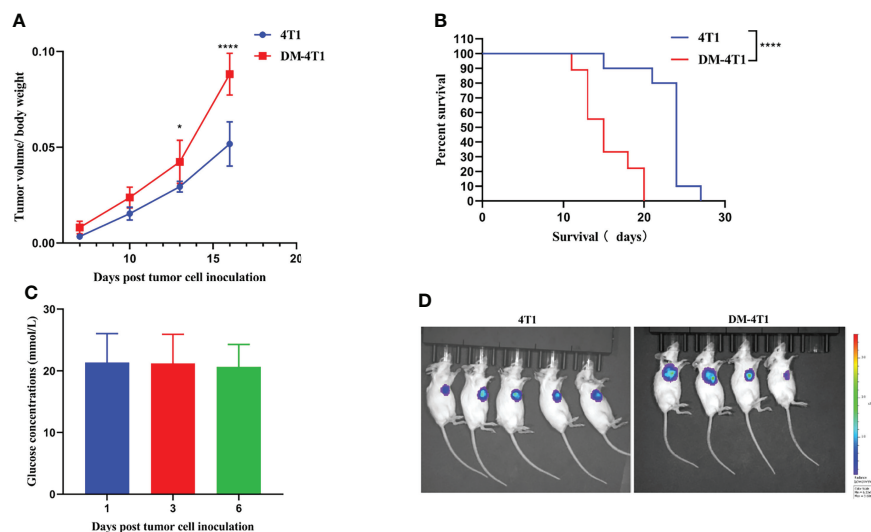 A
4T1
DM-4T1
****
*
0.10
0.05
0.00
10
15
20
Tumor volume/ body weight
Days post tumor cell inoculation
B
4T1
DM-4T1
****
110
100
90
80
70
60
50
40
30
20
10
0
0
10
20
30
Percent survival
Survival（ days）
C
30
20
10
0
1
3
6
Glucose concentrations (mmol/L)
Days post tumor cell inoculation
D
4T1
DM-4T1